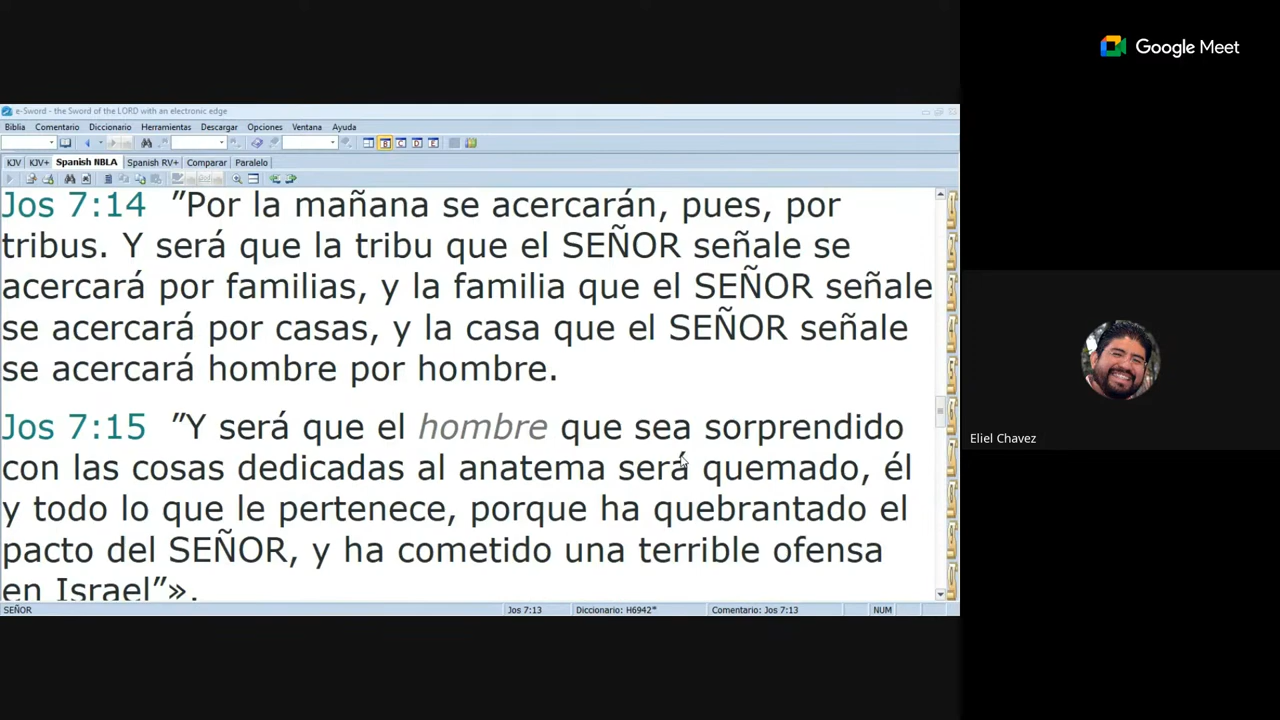 Google Meet
e-Sword - the Sword of the LORD with an electronic edge
Biblia Comentario Diccionario Herramientas Descargar Opciones Ventana Ayuda
KJV KJV+ Spanish NBLA Spanish RV+ Comparar Paralelo
Jos 7:14 ”Por la mañana se acercarán, pues, por
tribus. Y será que la tribu que el SEÑOR señale se
acercará por familias, y la familia que el SEÑOR señale
se acercará por casas, y la casa que el SEÑOR señale
se acercará hombre por hombre.
Jos 7:15 ”Y será que el hombre que sea sorprendido
con las cosas dedicadas al anatema será quemado, él
y todo lo que le pertenece, porque ha quebrantado el
pacto del SEÑOR, y ha cometido una terrible ofensa
en Israel”».
SEÑOR Jos 7:13 Diccionario: H6942* Comentario: Jos 7:13 NUM
Eliel Chavez